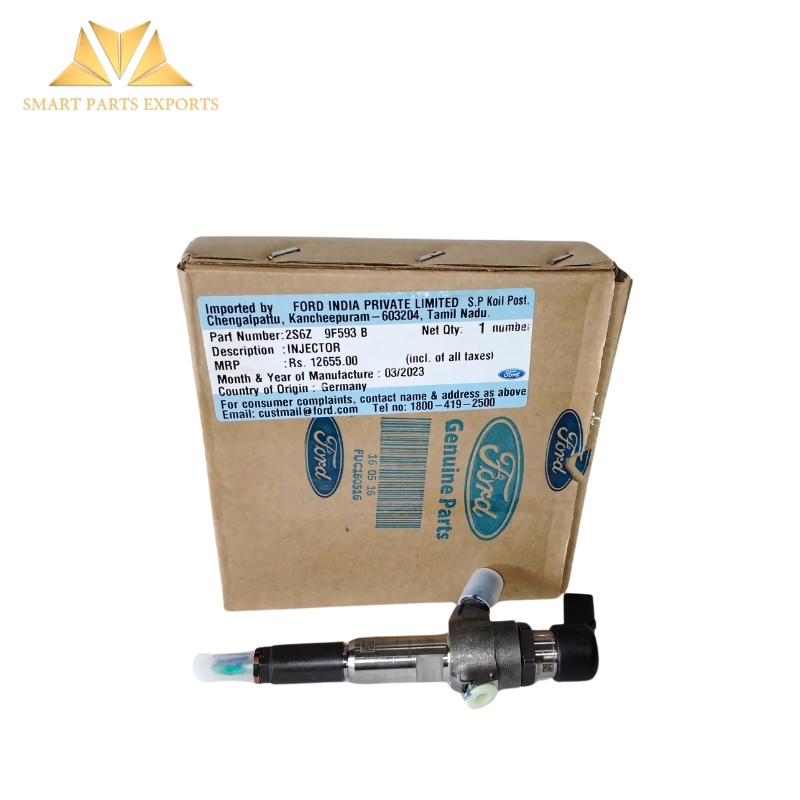 SMART PARTS EXPORTS
Imported by FORD INDIA PRIVATE LIMITED S.P Koil Post.
Chengalpattu, Kancheepuram-603204, Tamil Nadu.
Part Number:2S6Z 9F593 B Net Qty: 1 number
Description :INJECTOR
MRP :Rs. 12655.00 (incl. of all taxes)
Month & Year of Manufacture : 03/2023
Country of Origin : Germany
Ford
For consumer complaints, contact name & address as above
Email: custmail@ford.com Tel no: 1800-419-2500
Ford
16 05 16
FUC160516
Genuine Parts
Ford
Ford